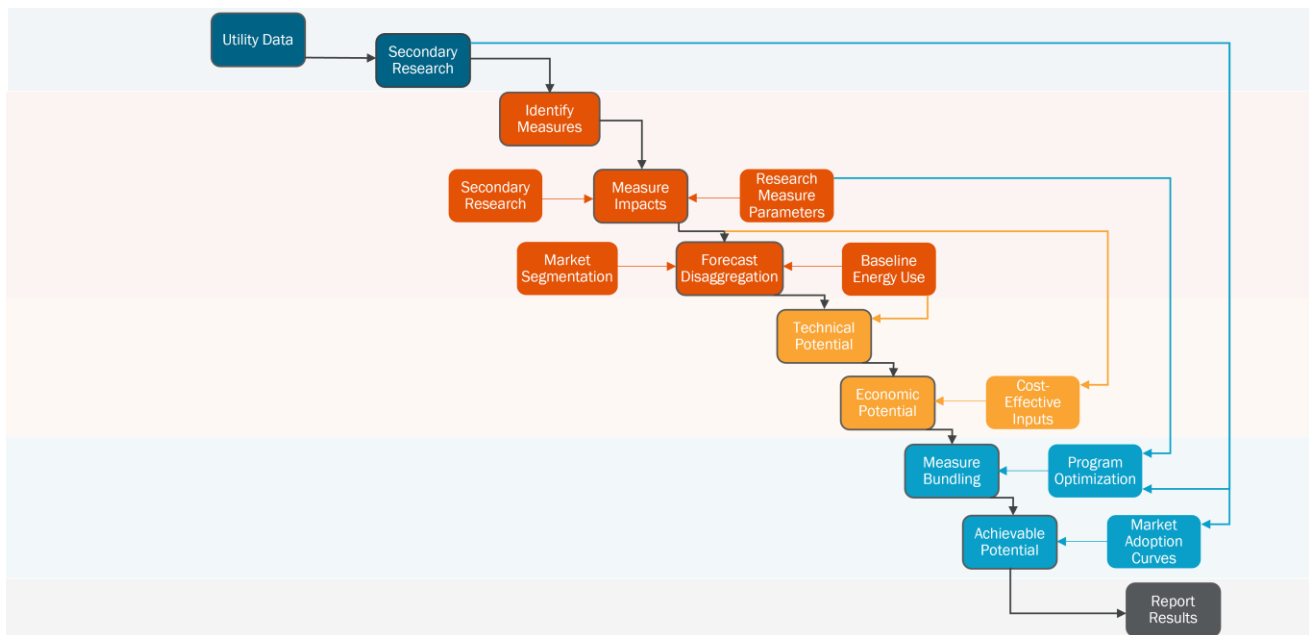 Utility Data
Secondary
Research
Identify
Measures
Secondary
Research
Measure
Impacts
Research
Measure
Parameters
Market
Segmentation
Forecast
Disaggregation
Baseline
Energy Use
Technical
Potential
Economic
Potential
Cost-
Effective
Inputs
Measure
Bundling
Program
Optimization
Achievable
Potential
Market
Adoption
Curves
Report
Results